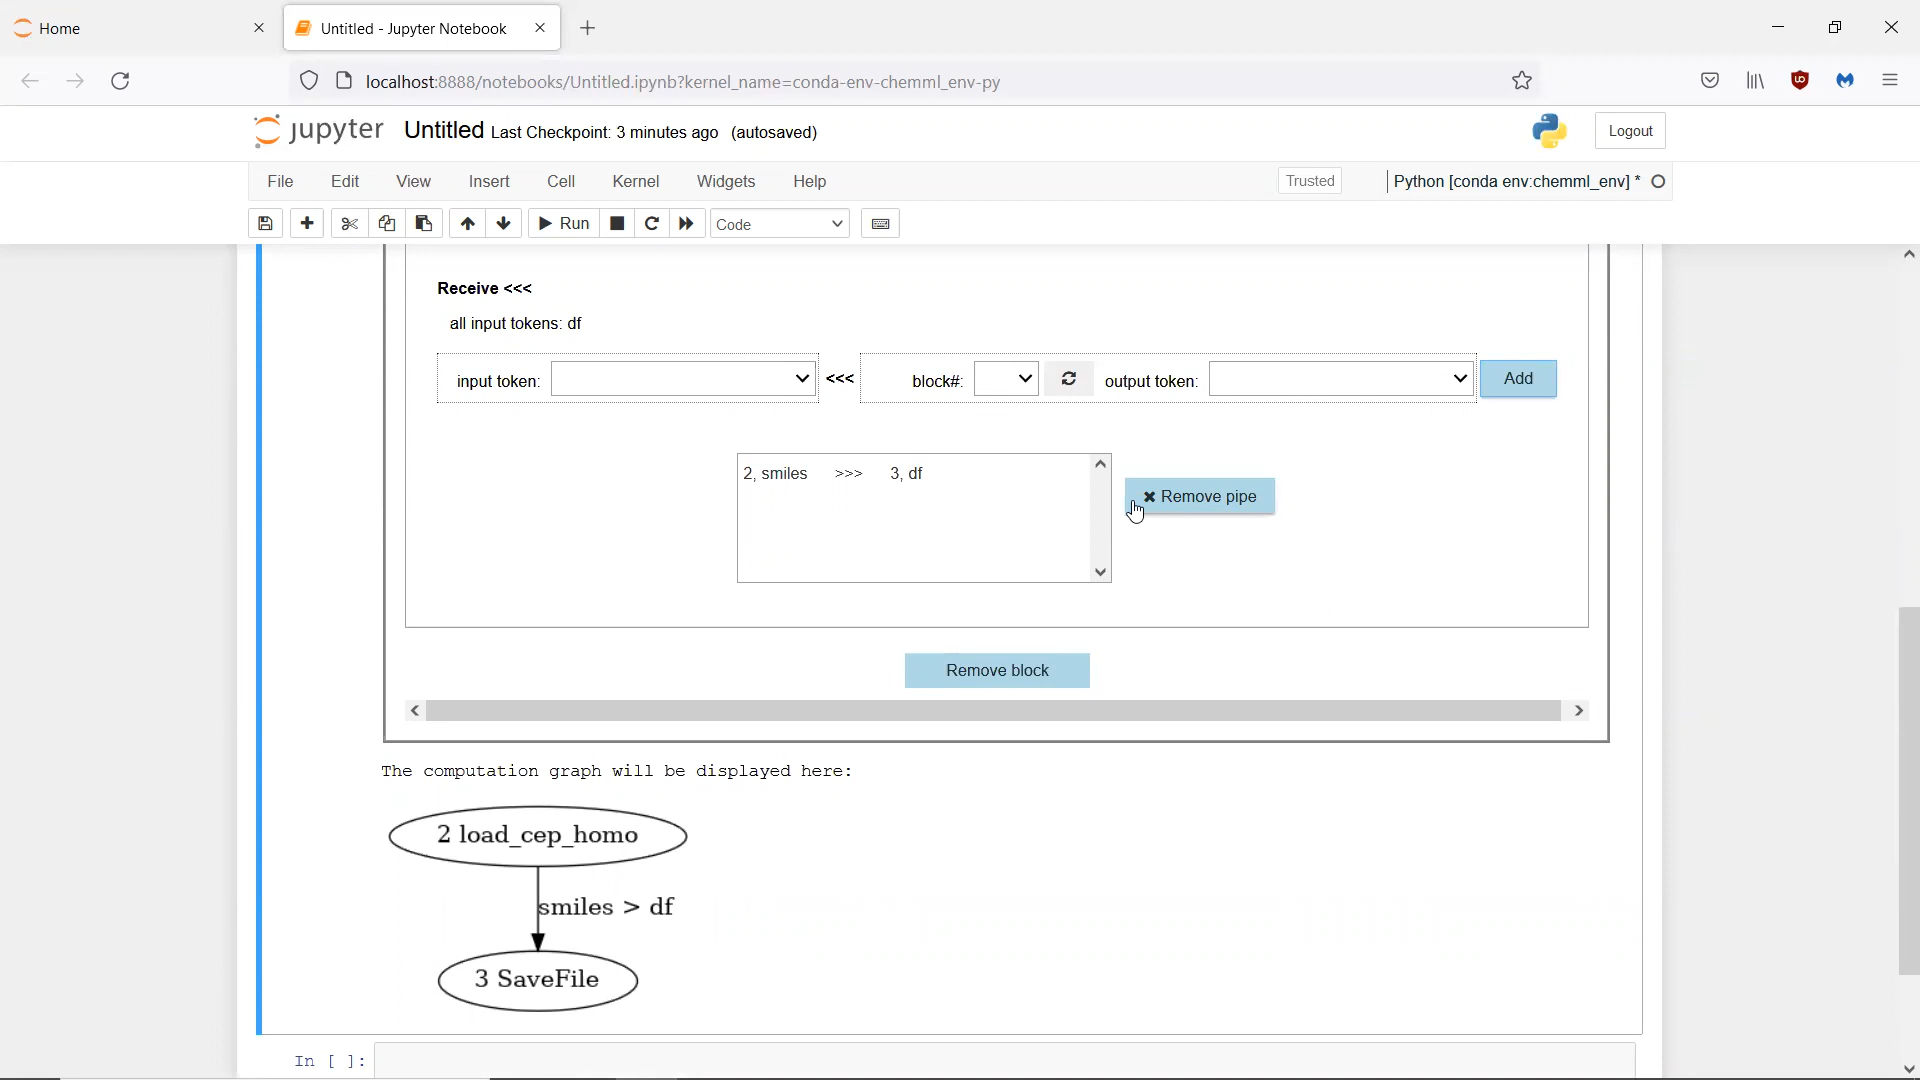 Home
Untitled - Jupyter Notebook
localhost:8888/notebooks/Untitled.ipynb?kernel_name=conda-env-chemml_env-py
jupyter Untitled Last Checkpoint: 3 minutes ago (autosaved)
Logout
File Edit View Insert Cell Kernel Widgets Help
Trusted
Python [conda env:chemml_env] *
Run
Code
Receive <<<
all input tokens: df
input token: <<< block#: output token: Add
2, smiles >>> 3, df
Remove pipe
Remove block
The computation graph will be displayed here:
2 load_cep_homo
smiles > df
3 SaveFile
In [ ]: